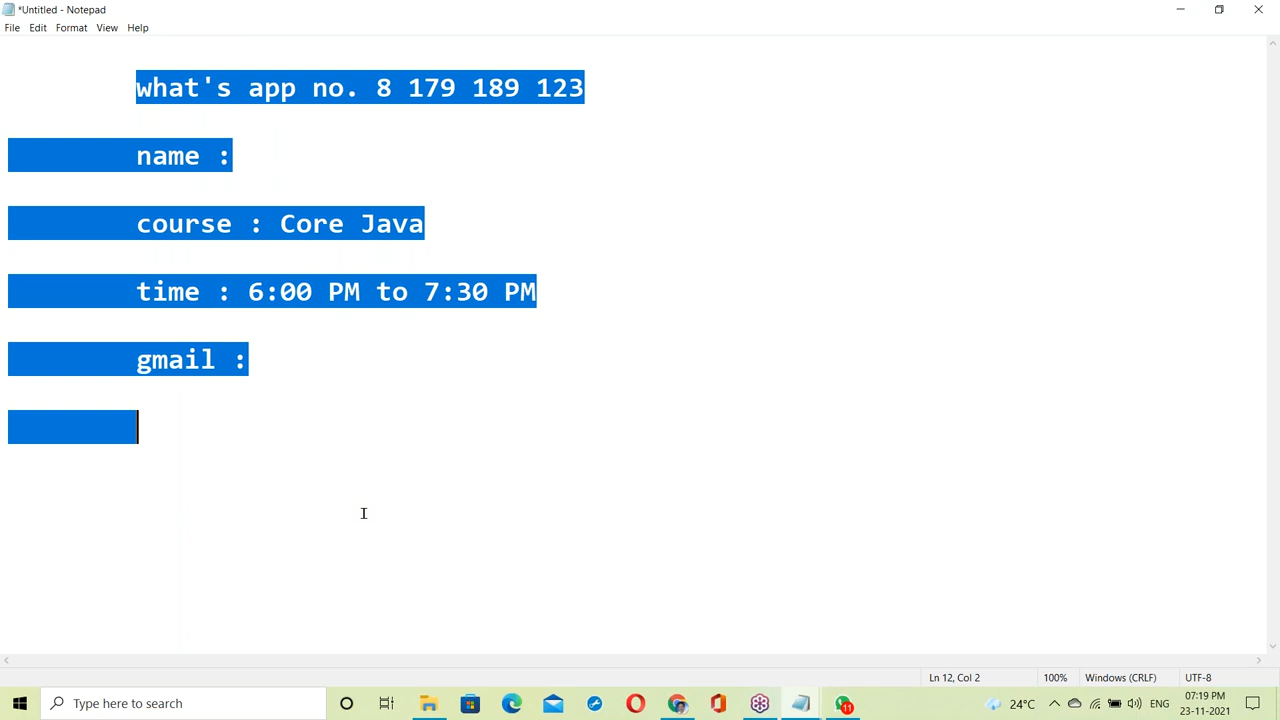 *Untitled - Notepad
File Edit Format View Help
what's app no. 8 179 189 123
name :
course : Core Java
time : 6:00 PM to 7:30 PM
gmail :
Ln 12, Col 2 100% Windows (CRLF) UTF-8
Type here to search
11
24°C
ENG
07:19 PM
23-11-2021